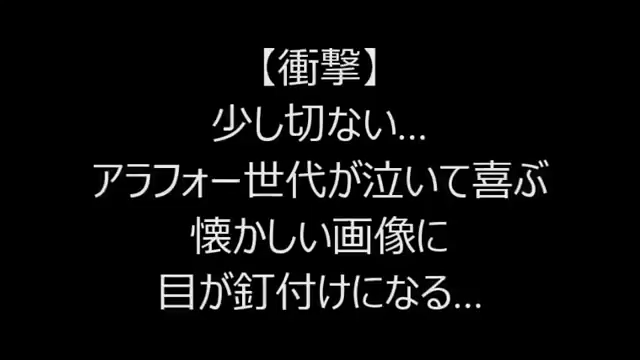 【衝撃】
少し切ない...
アラフォー世代が泣いて喜ぶ
懐かしい画像に
目が釘付けになる...